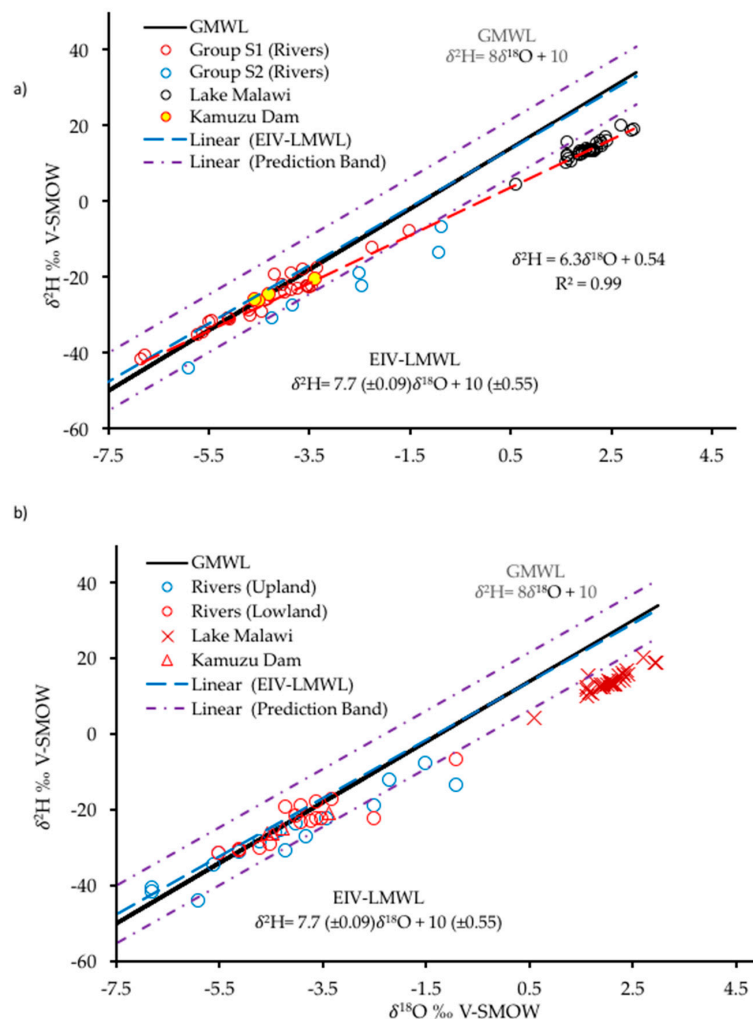 a)
GMWL
Group S1 (Rivers)
Group S2 (Rivers)
Lake Malawi
Kamuzu Dam
Linear (EIV-LMWL)
Linear (Prediction Band)
GMWL
δ²H= 8δ¹⁸O + 10
40
20
0
-20
-40
-60
δ²H ‰ V-SMOW
δ²H = 6.3δ¹⁸O + 0.54
R² = 0.99
EIV-LMWL
δ²H= 7.7 (±0.09)δ¹⁸O + 10 (±0.55)
-7.5 -5.5 -3.5 -1.5 0.5 2.5 4.5
b)
GMWL
Rivers (Upland)
Rivers (Lowland)
Lake Malawi
Kamuzu Dam
Linear (EIV-LMWL)
Linear (Prediction Band)
GMWL
δ²H= 8δ¹⁸O + 10
40
20
0
-20
-40
-60
δ²H ‰ V-SMOW
EIV-LMWL
δ²H= 7.7 (±0.09)δ¹⁸O + 10 (±0.55)
-7.5 -5.5 -3.5 -1.5 0.5 2.5 4.5
δ¹⁸O ‰ V-SMOW